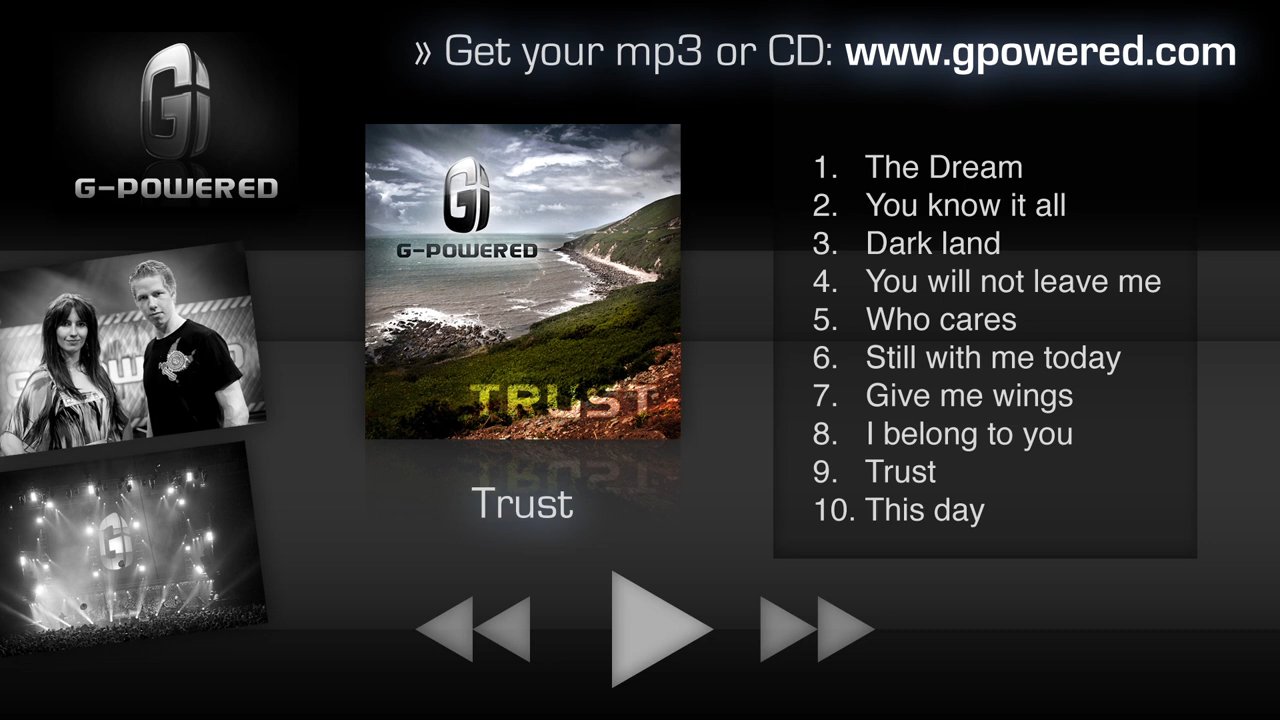 » Get your mp3 or CD: www.gpowered.com
G
G-POWERED
G
G-POWERED
TRUST
Trust
1. The Dream
2. You know it all
3. Dark land
4. You will not leave me
5. Who cares
6. Still with me today
7. Give me wings
8. I belong to you
9. Trust
10. This day
G